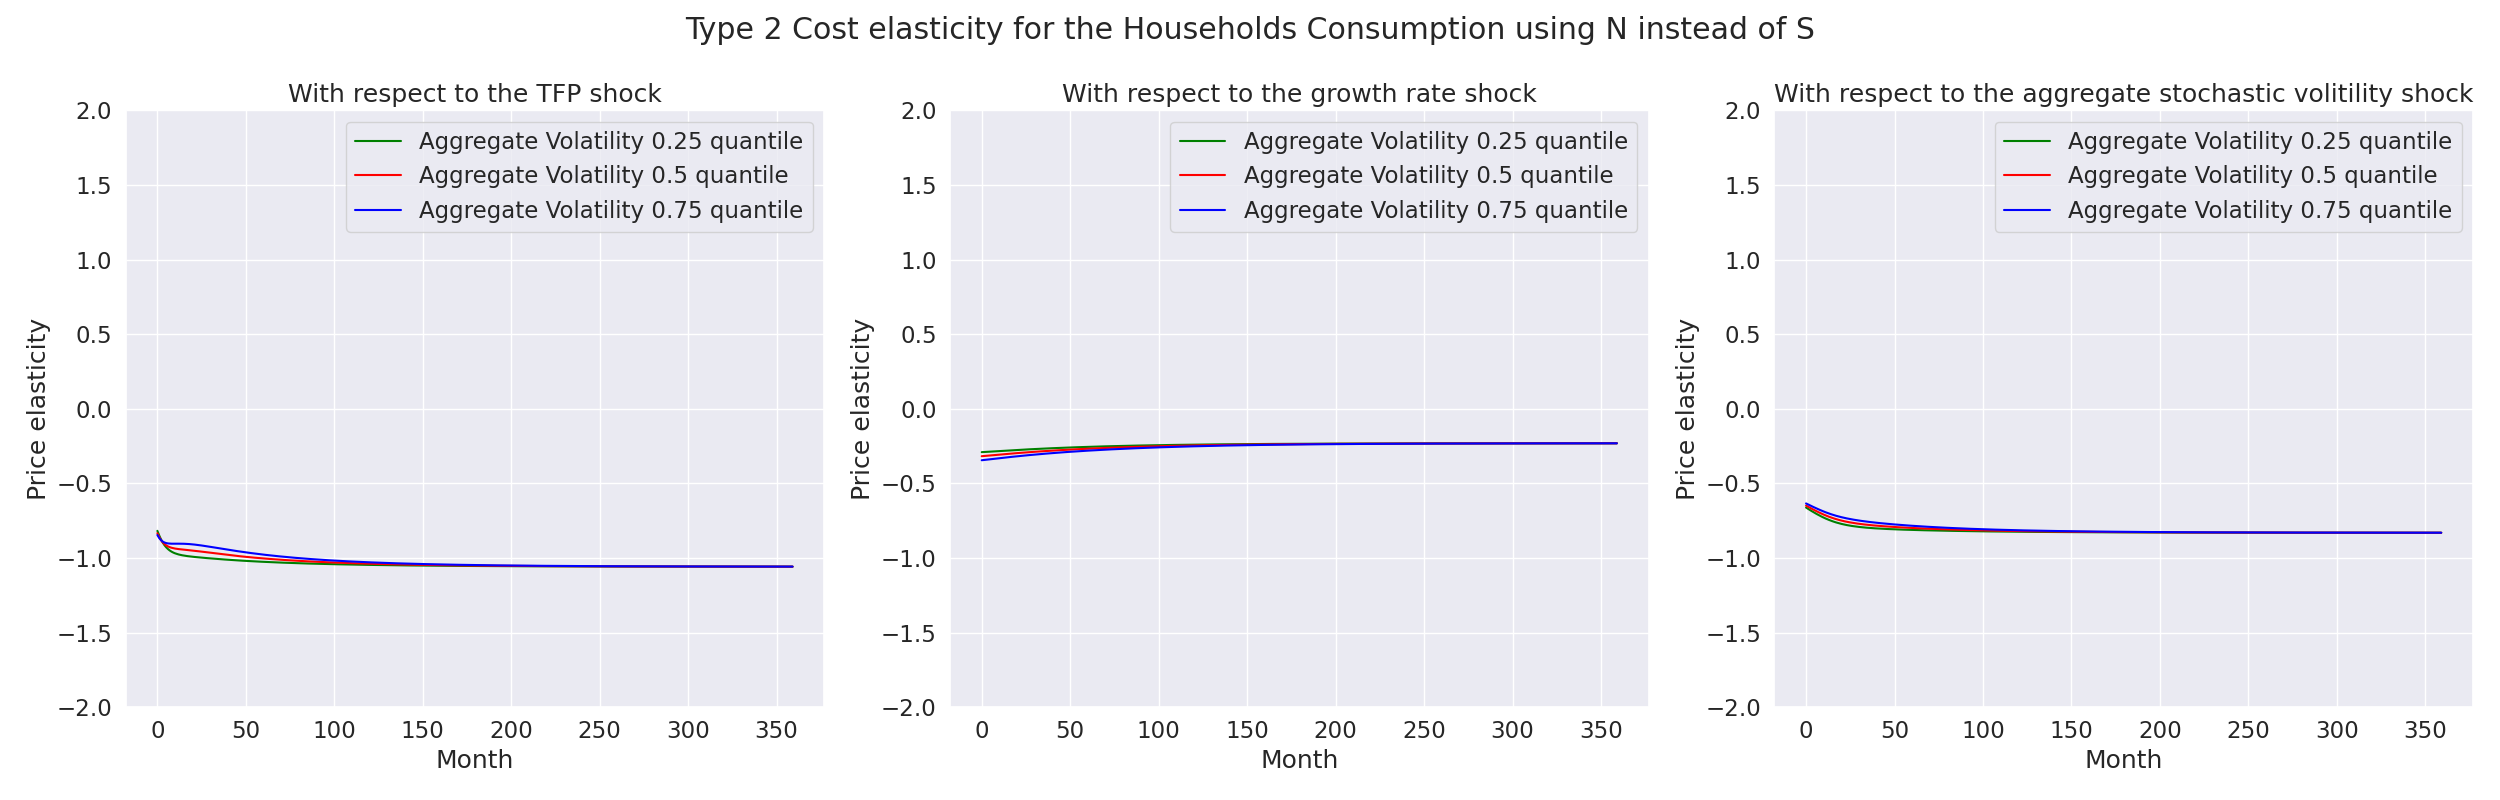 Type 2 Cost elasticity for the Households Consumption using N instead of S
With respect to the TFP shock
2.0
1.5
1.0
0.5
0.0
−0.5
−1.0
−1.5
−2.0
Price elasticity
Aggregate Volatility 0.25 quantile
Aggregate Volatility 0.5 quantile
Aggregate Volatility 0.75 quantile
0 50 100 150 200 250 300 350
Month
With respect to the growth rate shock
2.0
1.5
1.0
0.5
0.0
−0.5
−1.0
−1.5
−2.0
Price elasticity
Aggregate Volatility 0.25 quantile
Aggregate Volatility 0.5 quantile
Aggregate Volatility 0.75 quantile
0 50 100 150 200 250 300 350
Month
With respect to the aggregate stochastic volitility shock
2.0
1.5
1.0
0.5
0.0
−0.5
−1.0
−1.5
−2.0
Price elasticity
Aggregate Volatility 0.25 quantile
Aggregate Volatility 0.5 quantile
Aggregate Volatility 0.75 quantile
0 50 100 150 200 250 300 350
Month